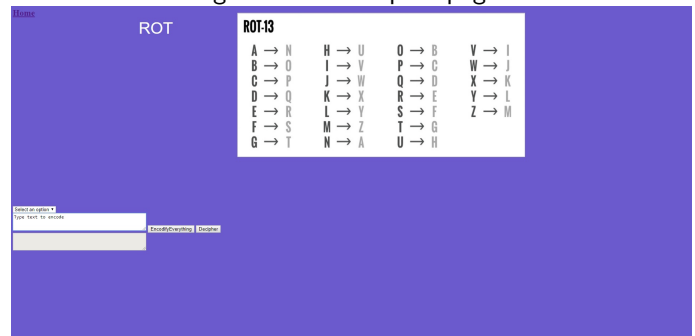 Home
ROT
ROT-13
A → N H → U O → B V → I
B → O I → V P → C W → J
C → P J → W Q → D X → K
D → Q K → X R → E Y → L
E → R L → Y S → F Z → M
F → S M → Z T → G
G → T N → A U → H
Select an option
Type text to encode
EncodifyEverything Decipher